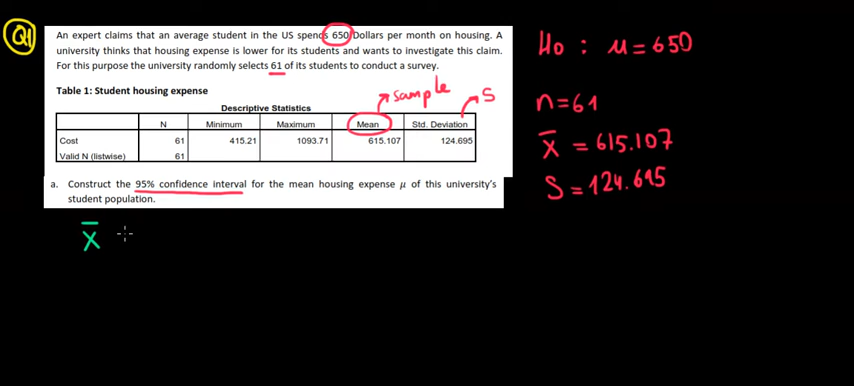 Q1
An expert claims that an average student in the US spends 650 Dollars per month on housing. A
university thinks that housing expense is lower for its students and wants to investigate this claim.
For this purpose the university randomly selects 61 of its students to conduct a survey.
Table 1: Student housing expense
sample
S
Descriptive Statistics
N Minimum Maximum Mean Std. Deviation
Cost 61 415.21 1093.71 615.107 124.695
Valid N (listwise) 61
a. Construct the 95% confidence interval for the mean housing expense μ of this university's
student population.
x̄
Ho : μ = 650
n = 61
x̄ = 615.107
S = 124.695